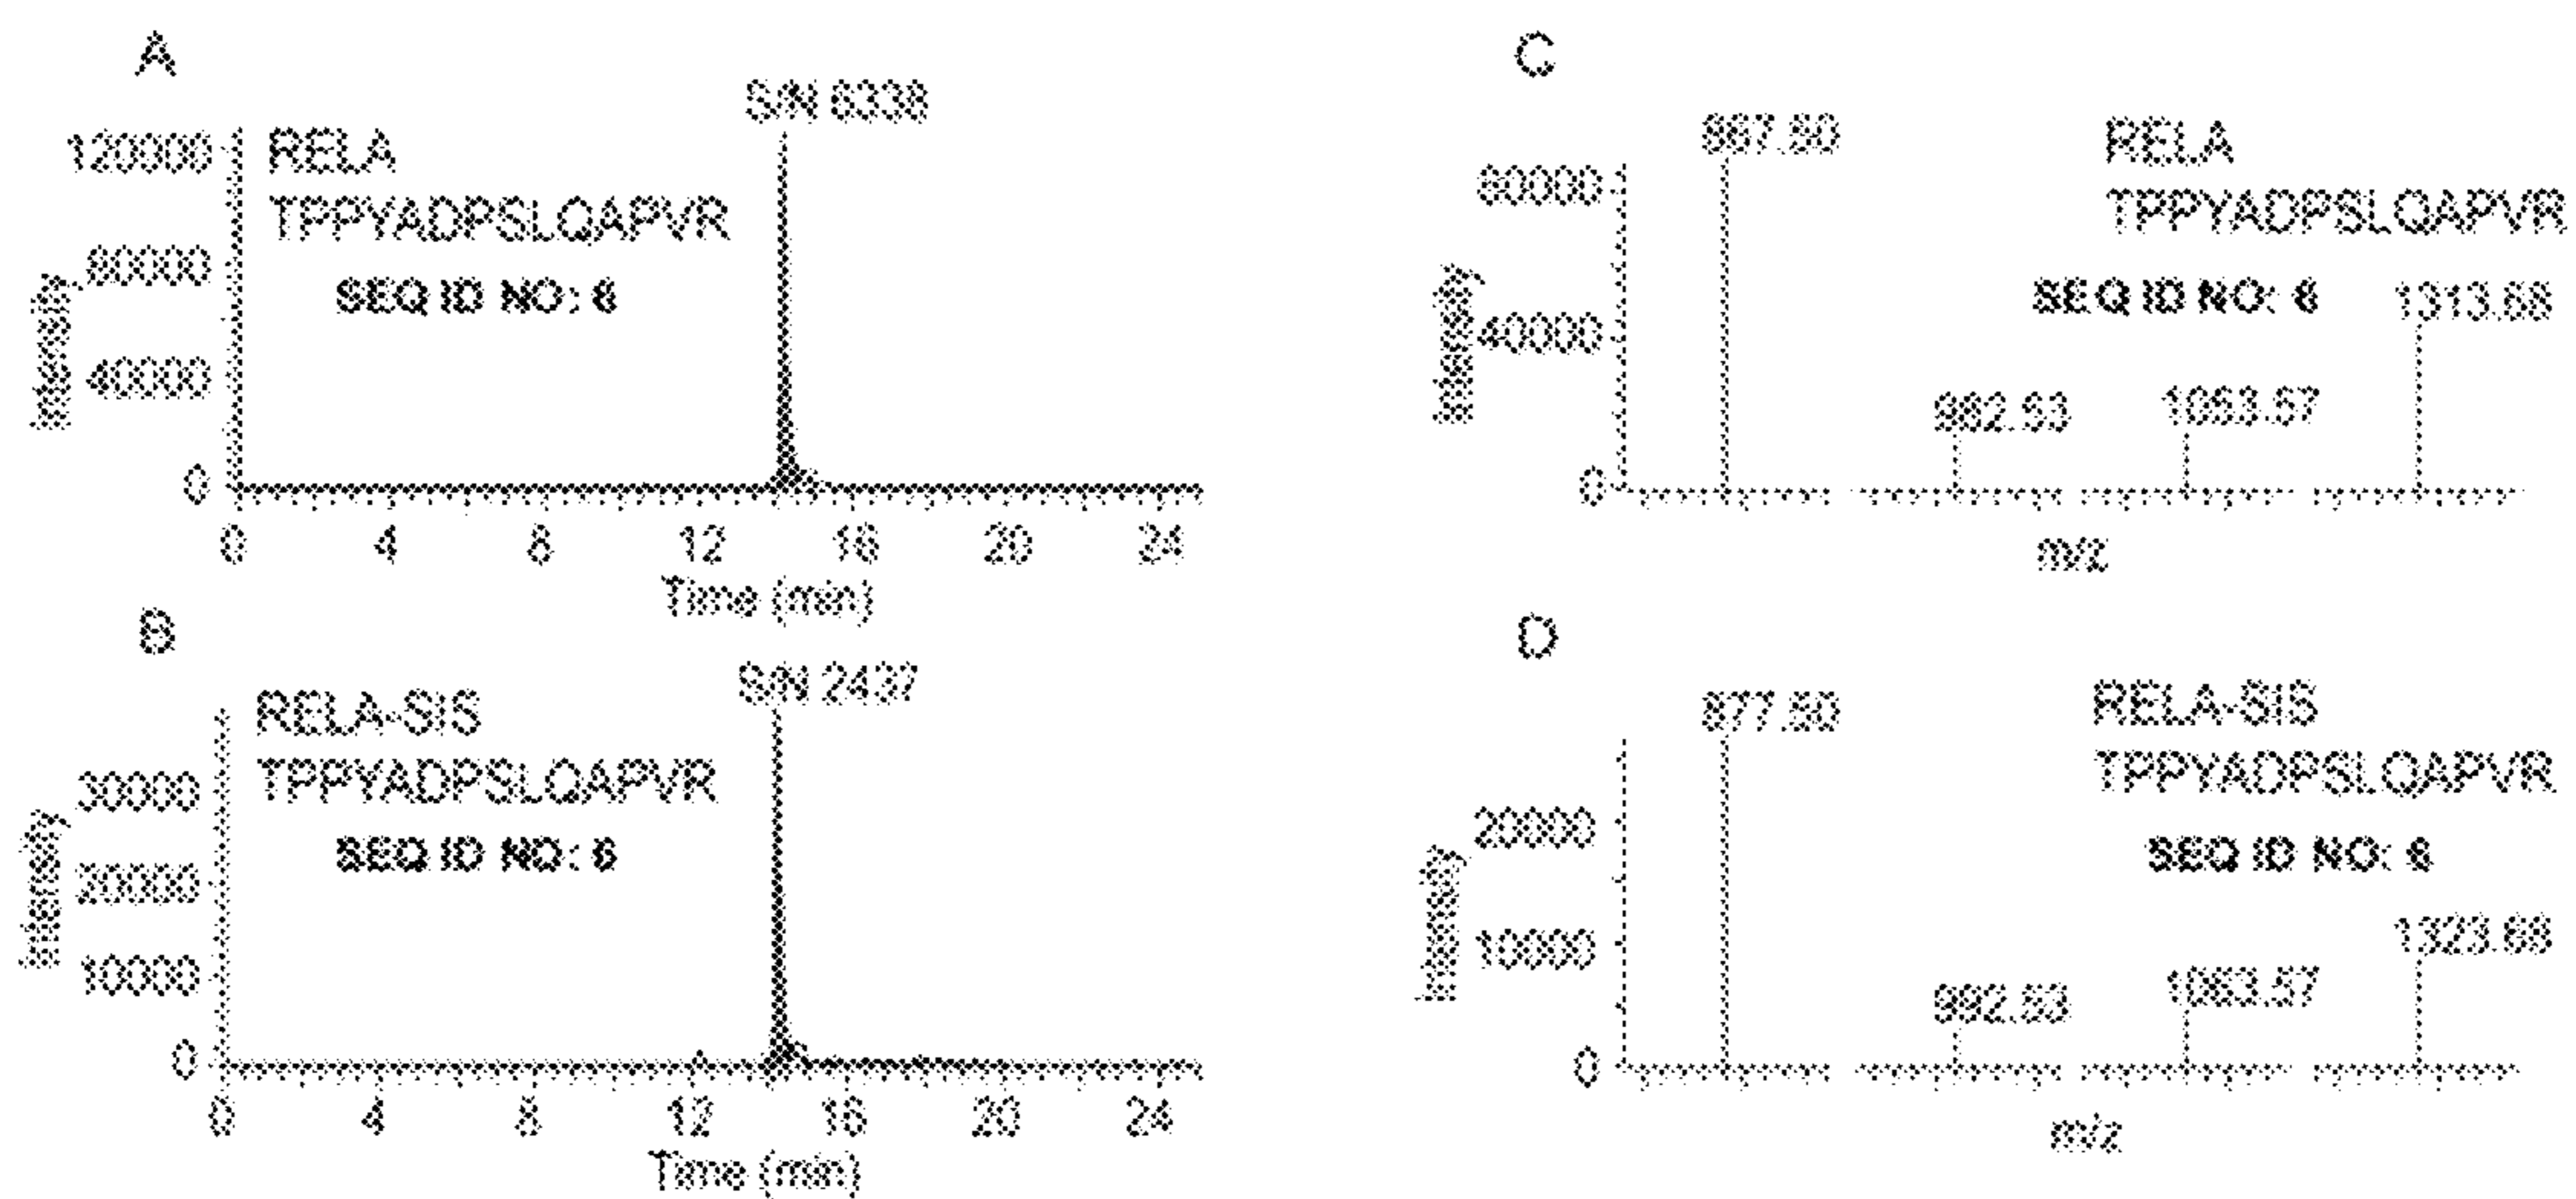 A
S/N 6338
120000
80000
40000
0
Intensity
RELA
TPPYADPSLQAPVR
SEQ ID NO: 6
0 4 8 12 16 20 24
Time (min)
B
S/N 2437
30000
20000
10000
0
Intensity
RELA-SIS
TPPYADPSLQAPVR
SEQ ID NO: 6
0 4 8 12 16 20 24
Time (min)
C
80000
40000
0
Intensity
RELA
TPPYADPSLQAPVR
SEQ ID NO: 6
867.50
982.53
1053.57
1313.68
m/z
D
20000
10000
0
Intensity
RELA-SIS
TPPYADPSLQAPVR
SEQ ID NO: 6
877.50
992.53
1063.57
1323.68
m/z